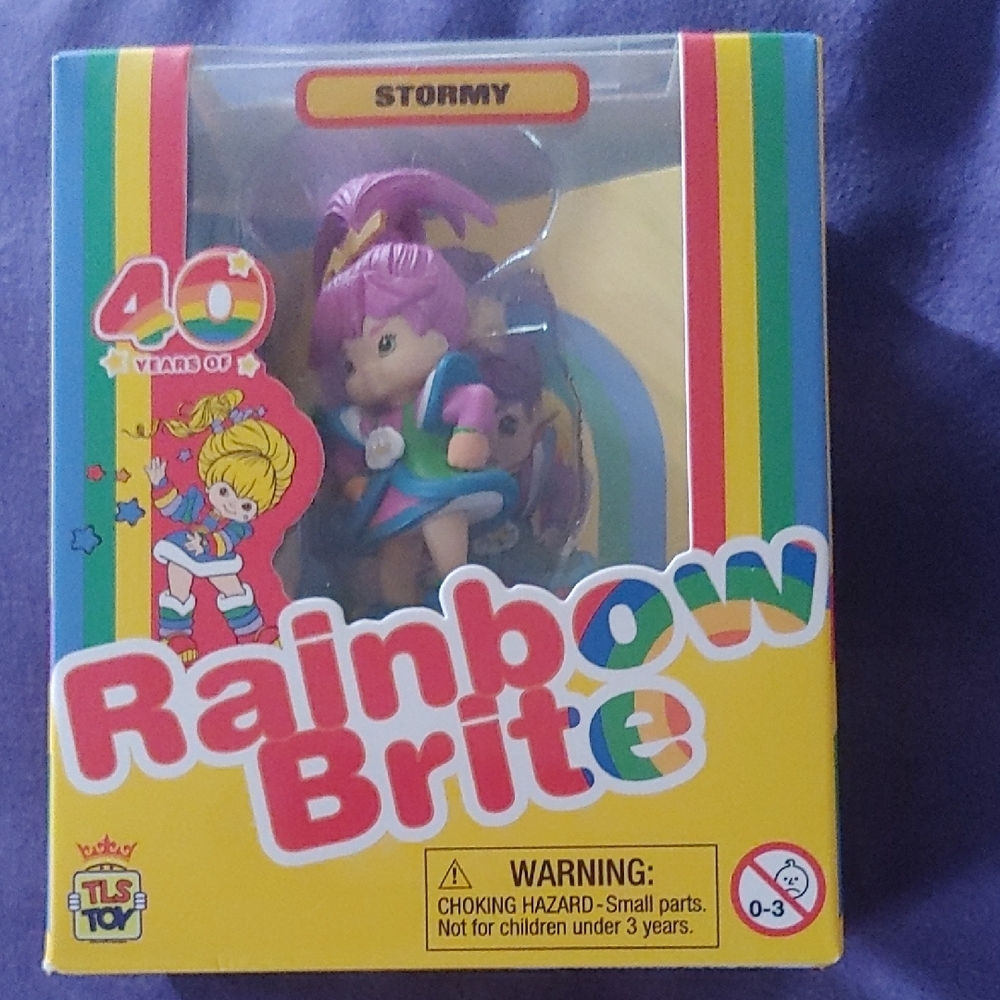 STORMY
40
YEARS OF
Rainbow
Brite
TLS
TOY
WARNING:
CHOKING HAZARD-Small parts.
Not for children under 3 years.
0-3